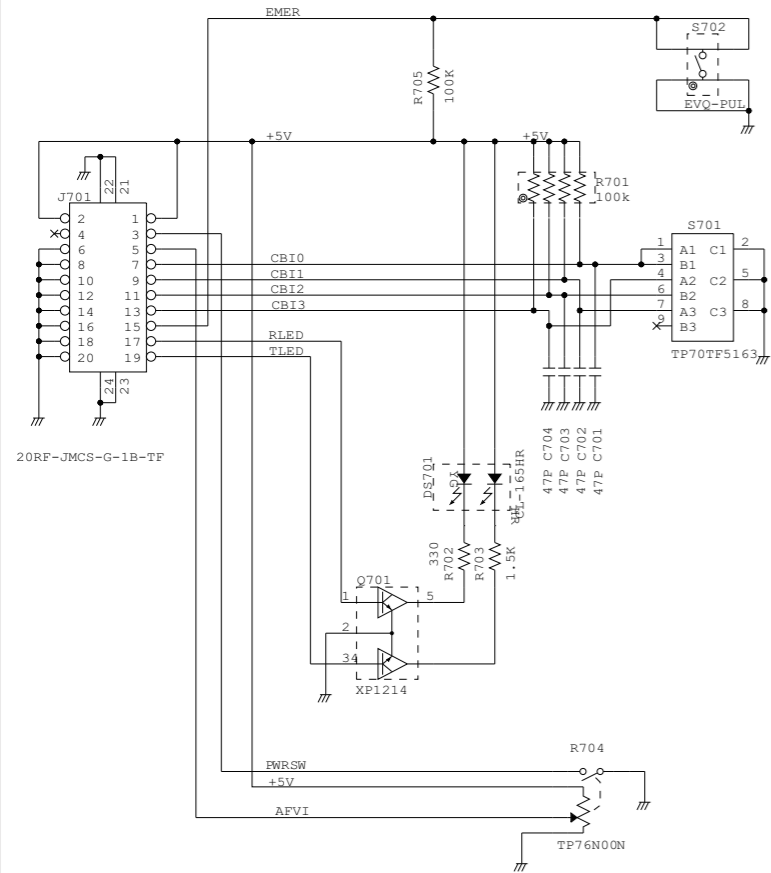 EMER
S702
R705
100K
EVQ-PUL
+5V
+5V
22
21
R701
100k
J701
S701
2
1
4
3
6
5
8
7
10
9
12
11
14
13
16
15
18
17
20
19
24
23
CBI0
CBI1
CBI2
CBI3
RLED
TLED
1
3
4
6
7
9
A1
B1
A2
B2
A3
B3
C1
C2
C3
2
5
8
TP70TF5163
20RF-JMCS-G-1B-TF
47P C704
47P C703
47P C702
47P C701
DS701
YG
CL-165HR
HR
330
R702
R703
1.5K
Q701
1
5
2
34
XP1214
R704
PWRSW
+5V
AFVI
TP76N00N